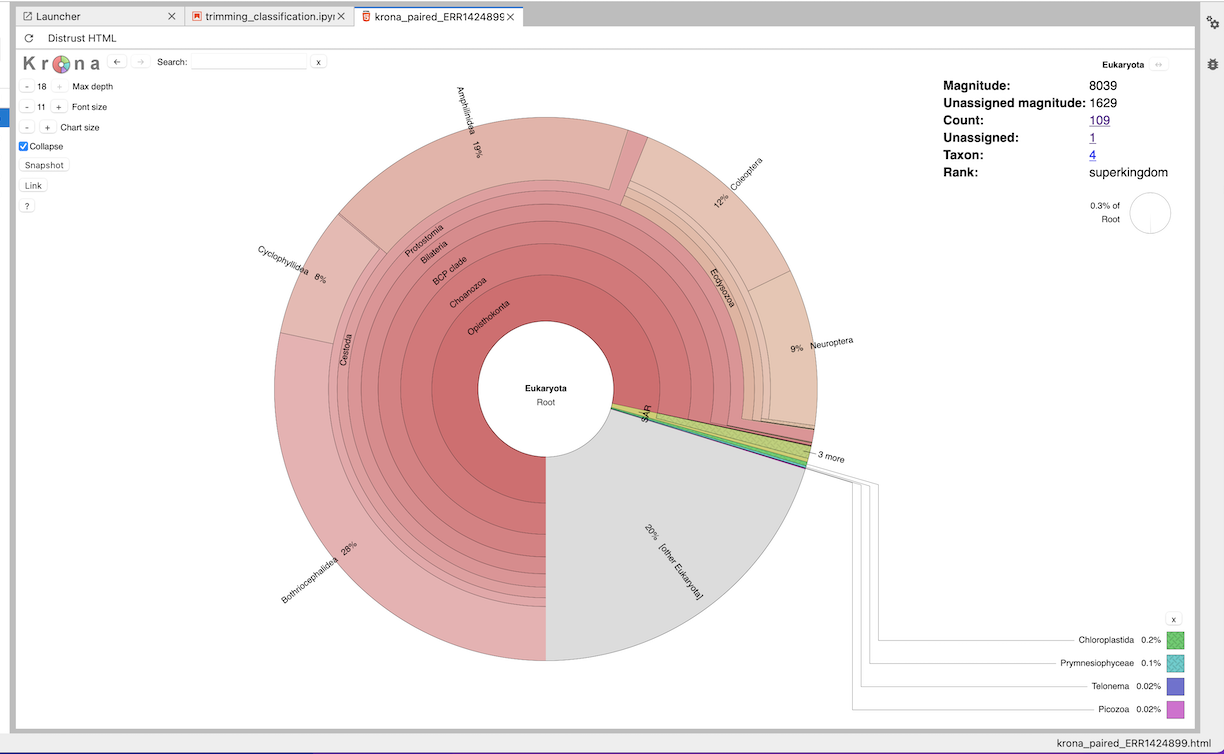 Launcher
trimming_classification.ipyr
krona_paired_ERR1424899
Distrust HTML
Krona
Search:
x
Eukaryota
- 18 + Max depth
- 11 + Font size
- + Chart size
Collapse
Snapshot
Link
?
Magnitude: 8039
Unassigned magnitude: 1629
Count: 109
Unassigned: 1
Taxon: 4
Rank: superkingdom
0.3% of
Root
Amphilinidea 19%
12% Coleoptera
Cyclophyllidea 8%
Protostomia
Bilateria
BCP clade
Choanozoa
Opisthokonta
Ecdysozoa
9% Neuroptera
Cestoda
Eukaryota
Root
SAR
3 more
Bothriocephalidea 28%
20% [other Eukaryota]
x
Chloroplastida 0.2%
Prymnesiophyceae 0.1%
Telonema 0.02%
Picozoa 0.02%
krona_paired_ERR1424899.html